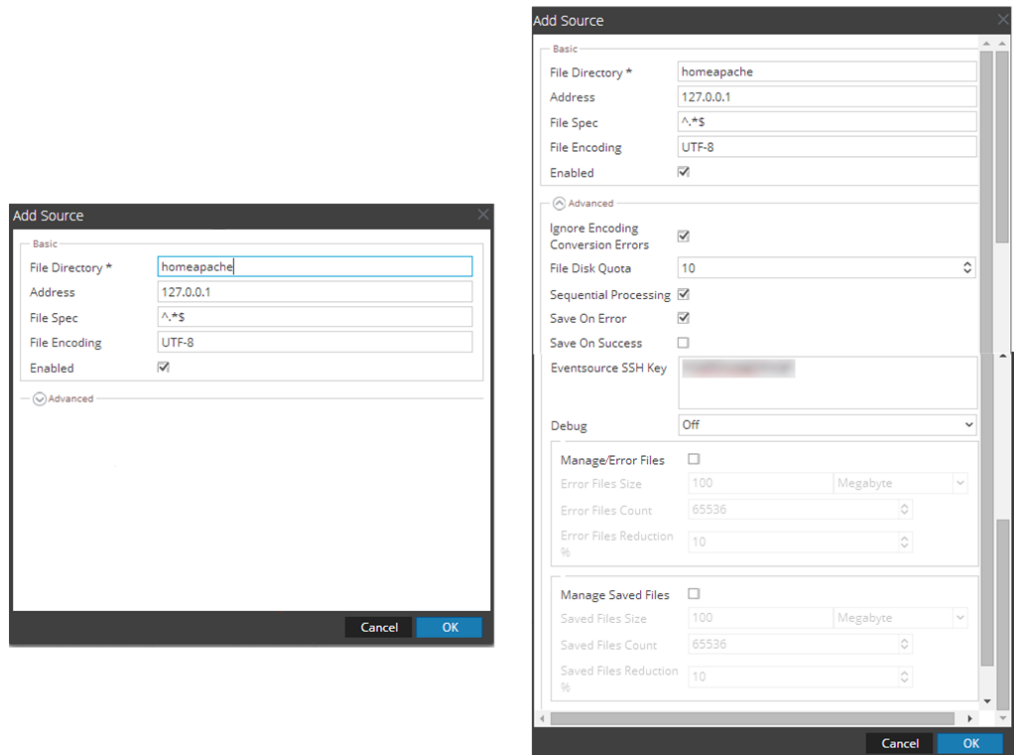 Add Source
Basic
File Directory * homeapache
Address 127.0.0.1
File Spec ^.*$
File Encoding UTF-8
Enabled
Advanced
Cancel OK
Add Source
Basic
File Directory * homeapache
Address 127.0.0.1
File Spec ^.*$
File Encoding UTF-8
Enabled
Advanced
Ignore Encoding
Conversion Errors
File Disk Quota 10
Sequential Processing
Save On Error
Save On Success
Eventsource SSH Key
Debug Off
Manage/Error Files
Error Files Size 100 Megabyte
Error Files Count 65536
Error Files Reduction
% 10
Manage Saved Files
Saved Files Size 100 Megabyte
Saved Files Count 65536
Saved Files Reduction
% 10
Cancel OK